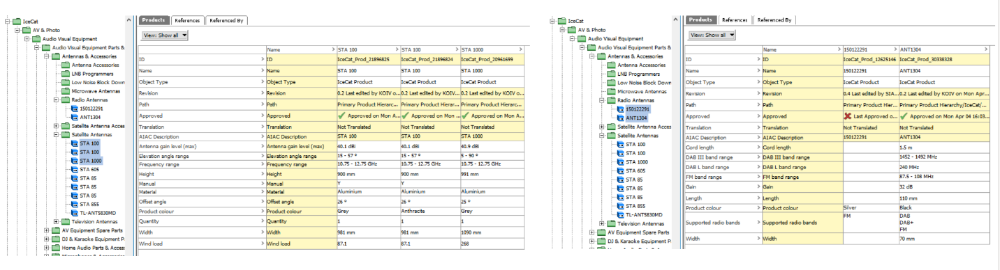 IceCat
AV & Photo
Audio Visual Equipment
Audio Visual Equipment Parts &
Antennas & Accessories
Antenna Accessories
LNB Programmers
Low Noise Block Down
Microwave Antennas
Radio Antennas
150122291
ANT1304
Satellite Antenna Acces
Satellite Antennas
STA 100
STA 100
STA 1000
STA 605
STA 85
STA 85
STA 85
STA 855
TL-ANT5830MD
Television Antennas
AV Equipment Spare Parts
DJ & Karaoke Equipment P
Home Audio Parts & Access
Products References Referenced By
View: Show all
Name > STA 100 > STA 100 > STA 1000 >
ID > ID IceCat_Prod_21896825 IceCat_Prod_21896824 IceCat_Prod_20961699
Name > Name STA 100 STA 100 STA 1000
Object Type > Object Type IceCat Product IceCat Product IceCat Product
Revision > Revision 0.2 Last edited by KOIV o... 0.2 Last edited by KOIV... 0.2 Last edited by KOIV o...
Path > Path Primary Product Hierarc... Primary Product Hierar... Primary Product Hierarc...
Approved > Approved Approved on Mon A... Approved on Mon ... Approved on Mon A...
Translation > Translation Not Translated Not Translated Not Translated
AIAC Description > AIAC Description STA 100 STA 100 STA 1000
Antenna gain level (max) > Antenna gain level (max) 40.1 dBi 40.1 dBi 40.9 dBi
Elevation angle range > Elevation angle range 15 - 57 º 15 - 57 º 5 - 90 º
Frequency range > Frequency range 10.75 - 12.75 GHz 10.75 - 12.75 GHz 10.75 - 12.75 GHz
Height > Height 900 mm 900 mm 991 mm
Manual > Manual Y Y
Material > Material Aluminium Aluminium Aluminium
Offset angle > Offset angle 26 º 26 º 25 º
Product colour > Product colour Grey Anthracite Grey
Quantity > Quantity 1 1 1
Width > Width 981 mm 981 mm 1090 mm
Wind load > Wind load 87.1 87.1 268
IceCat
AV & Photo
Audio Visual Equipment
Audio Visual Equipment Parts &
Antennas & Accessories
Antenna Accessories
LNB Programmers
Low Noise Block Down
Microwave Antennas
Radio Antennas
150122291
ANT1304
Satellite Antenna Acces
Satellite Antennas
STA 100
STA 100
STA 1000
STA 605
STA 85
STA 85
STA 85
STA 855
TL-ANT5830MD
Television Antennas
AV Equipment Spare Parts
DJ & Karaoke Equipment P
Products References Referenced By
View: Show all
Name > 150122291 > ANT1304 >
ID > ID IceCat_Prod_12625146 IceCat_Prod_30338328
Name > Name 150122291 ANT1304
Object Type > Object Type IceCat Product IceCat Product
Revision > Revision 0.4 Last edited by SIA... 0.2 Last edited by KOIV on Mon Apr...
Path > Path Primary Product Hier... Primary Product Hierarchy/IceCat/...
Approved > Approved Last Approved o... Approved on Mon Apr 04 16:03...
Translation > Translation Not Translated Not Translated
AIAC Description > AIAC Description 150122291 ANT1304
Cord length > Cord length 1.5 m
DAB III band range > DAB III band range 1452 - 1492 MHz
DAB L band range > DAB L band range 240 MHz
FM band range > FM band range 87.5 - 108 MHz
Gain > Gain 32 dB
Length > Length 110 mm
Product colour > Product colour Silver Black
Supported radio bands > Supported radio bands FM DAB
DAB+
FM
Width > Width 70 mm